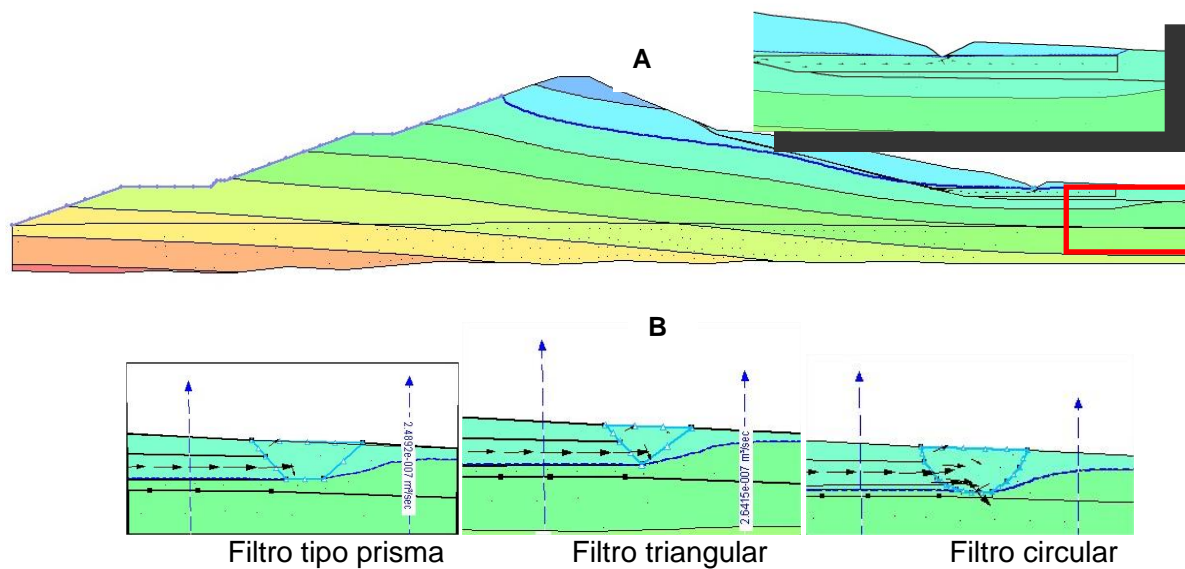 A
B
2.4892e-007 m³/sec
2.6415e-007 m³/sec
Filtro tipo prisma
Filtro triangular
Filtro circular